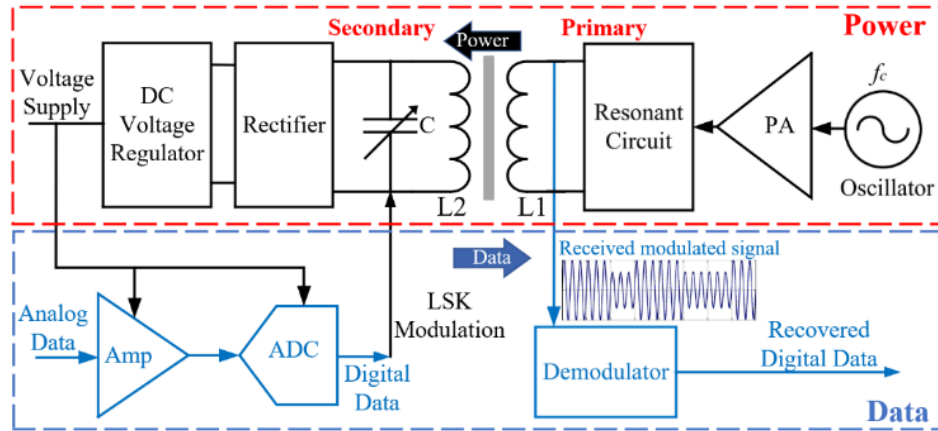 Secondary
Power
Primary
Power
Voltage
Supply
DC
Voltage
Regulator
Rectifier
C
L2
L1
Resonant
Circuit
PA
fc
Oscillator
Data
Received modulated signal
Analog
Data
Amp
ADC
Digital
Data
LSK
Modulation
Demodulator
Recovered
Digital Data
Data